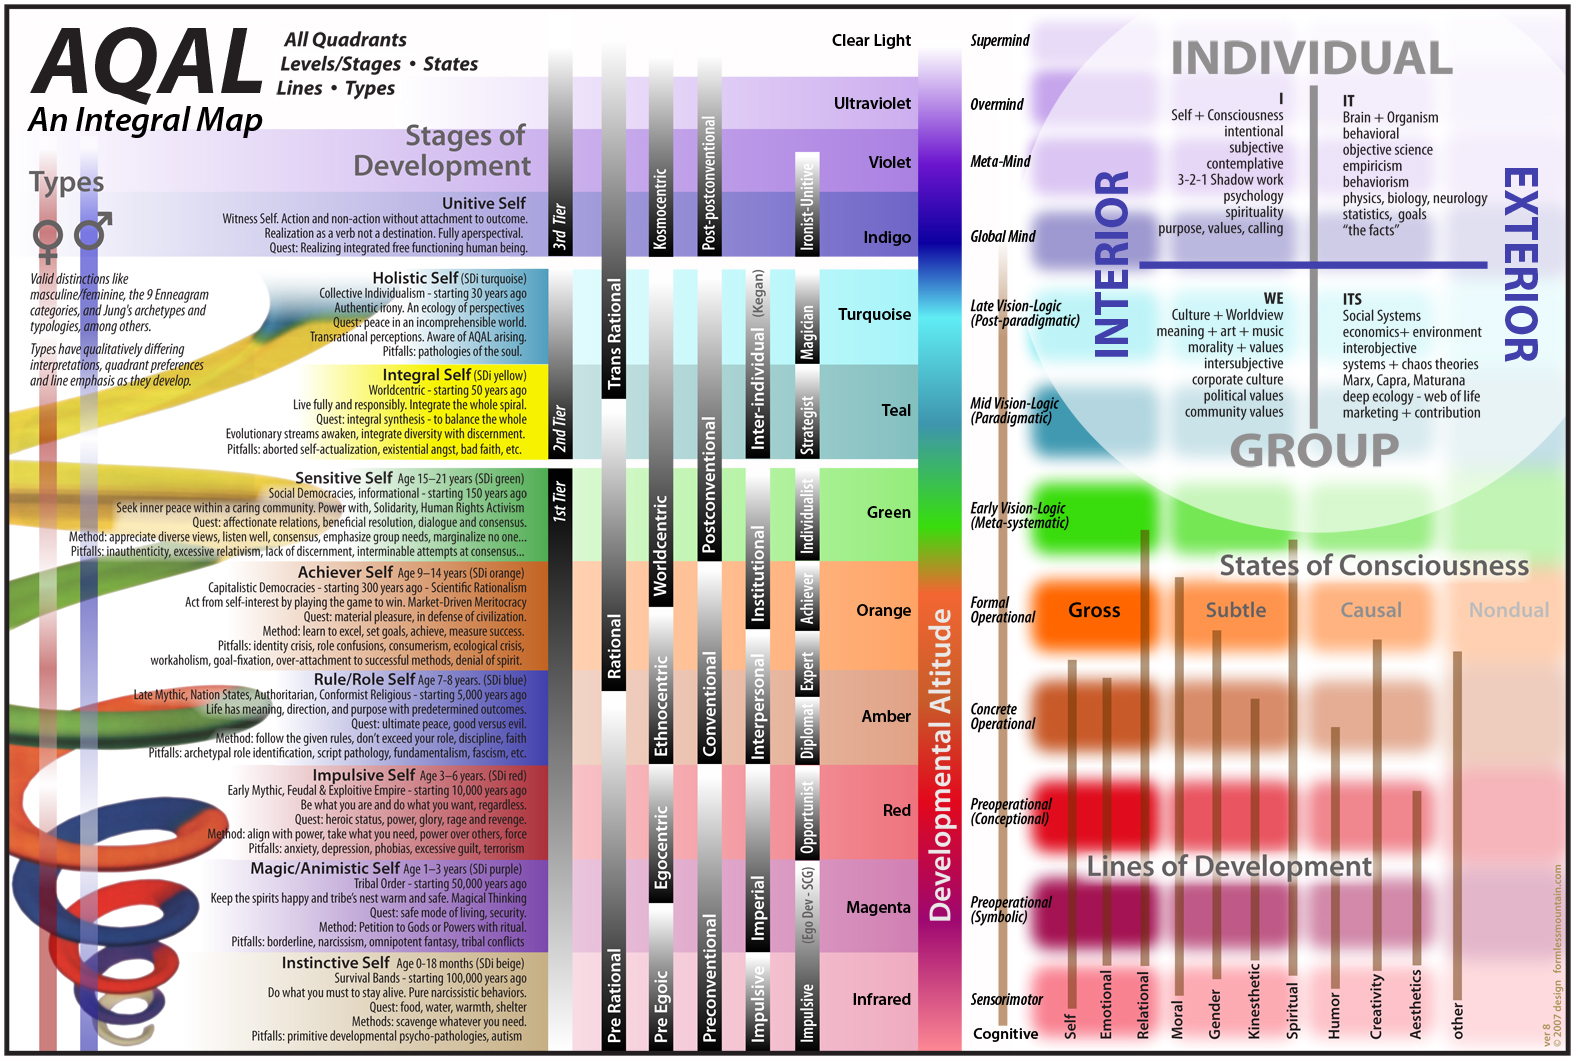 AQAL
An Integral Map
All Quadrants
Levels/Stages • States
Lines • Types
Types
Valid distinctions like
masculine/feminine, the 9 Enneagram
categories, and Jung's archetypes and
typologies, among others.
Types have qualitatively differing
interpretations, quadrant preferences
and line emphasis as they develop.
Stages of
Development
Unitive Self
Witness Self. Action and non-action without attachment to outcome.
Realization as a verb not a destination. Fully aperspectival.
Quest: Realizing integrated free functioning human being.
Holistic Self (SDi turquoise)
Collective Individualism - starting 30 years ago
Authentic irony. An ecology of perspectives
Quest: peace in an incomprehensible world.
Transrational perceptions. Aware of AQAL arising.
Pitfalls: pathologies of the soul.
Integral Self (SDi yellow)
Worldcentric - starting 50 years ago
Live fully and responsibly. Integrate the whole spiral.
Quest: integral synthesis - to balance the whole
Evolutionary streams awaken, integrate diversity with discernment.
Pitfalls: aborted self-actualization, existential angst, bad faith, etc.
Sensitive Self Age 15–21 years (SDi green)
Social Democracies, informational - starting 150 years ago
Seek inner peace within a caring community. Power with, Solidarity, Human Rights Activism
Quest: affectionate relations, beneficial resolution, dialogue and consensus.
Method: appreciate diverse views, listen well, consensus, emphasize group needs, marginalize no one...
Pitfalls: inauthenticity, excessive relativism, lack of discernment, interminable attempts at consensus...
Achiever Self Age 9–14 years (SDi orange)
Capitalistic Democracies - starting 300 years ago - Scientific Rationalism
Act from self-interest by playing the game to win. Market-Driven Meritocracy
Quest: material pleasure, in defense of civilization.
Method: learn to excel, set goals, achieve, measure success.
Pitfalls: identity crisis, role confusions, consumerism, ecological crisis,
workaholism, goal-fixation, over-attachment to successful methods, denial of spirit.
Rule/Role Self Age 7-8 years. (SDi blue)
Late Mythic, Nation States, Authoritarian, Conformist Religious - starting 5,000 years ago
Life has meaning, direction, and purpose with predetermined outcomes.
Quest: ultimate peace, good versus evil.
Method: follow the given rules, don't exceed your role, discipline, faith
Pitfalls: archetypal role identification, script pathology, fundamentalism, fascism, etc.
Impulsive Self Age 3–6 years. (SDi red)
Early Mythic, Feudal & Exploitive Empire - starting 10,000 years ago
Be what you are and do what you want, regardless.
Quest: heroic status, power, glory, rage and revenge.
Method: align with power, take what you need, power over others, force
Pitfalls: anxiety, depression, phobias, excessive guilt, terrorism
Magic/Animistic Self Age 1–3 years (SDi purple)
Tribal Order - starting 50,000 years ago
Keep the spirits happy and tribe's nest warm and safe. Magical Thinking
Quest: safe mode of living, security.
Method: Petition to Gods or Powers with ritual.
Pitfalls: borderline, narcissism, omnipotent fantasy, tribal conflicts
Instinctive Self Age 0-18 months (SDi beige)
Survival Bands - starting 100,000 years ago
Do what you must to stay alive. Pure narcissistic behaviors.
Quest: food, water, warmth, shelter
Methods: scavenge whatever you need.
Pitfalls: primitive developmental psycho-pathologies, autism
3rd Tier
2nd Tier
1st Tier
Trans Rational
Rational
Pre Rational
Kosmocentric
Worldcentric
Ethnocentric
Egocentric
Pre Egoic
Post-postconventional
Postconventional
Conventional
Preconventional
Inter-individual (Kegan)
Institutional
Interpersonal
Imperial
Impulsive
Ironist-Unitive
Magician
Strategist
Individualist
Achiever
Expert
Diplomat
Opportunist
(Ego Dev - SCG)
Impulsive
Clear Light
Ultraviolet
Violet
Indigo
Turquoise
Teal
Green
Orange
Amber
Red
Magenta
Infrared
Developmental Altitude
Supermind
Overmind
Meta-Mind
Global Mind
Late Vision-Logic
(Post-paradigmatic)
Mid Vision-Logic
(Paradigmatic)
Early Vision-Logic
(Meta-systematic)
Formal
Operational
Concrete
Operational
Preoperational
(Conceptional)
Preoperational
(Symbolic)
Sensorimotor
Cognitive
INDIVIDUAL
INTERIOR
EXTERIOR
GROUP
I
Self + Consciousness
intentional
subjective
contemplative
3-2-1 Shadow work
psychology
spirituality
purpose, values, calling
IT
Brain + Organism
behavioral
objective science
empiricism
behaviorism
physics, biology, neurology
statistics, goals
"the facts"
WE
Culture + Worldview
meaning + art + music
morality + values
intersubjective
corporate culture
political values
community values
ITS
Social Systems
economics+ environment
interobjective
systems + chaos theories
Marx, Capra, Maturana
deep ecology - web of life
marketing + contribution
States of Consciousness
Gross
Subtle
Causal
Nondual
Lines of Development
Self
Emotional
Relational
Moral
Gender
Kinesthetic
Spiritual
Humor
Creativity
Aesthetics
other
ver 8
© 2007 design formlessmountain.com